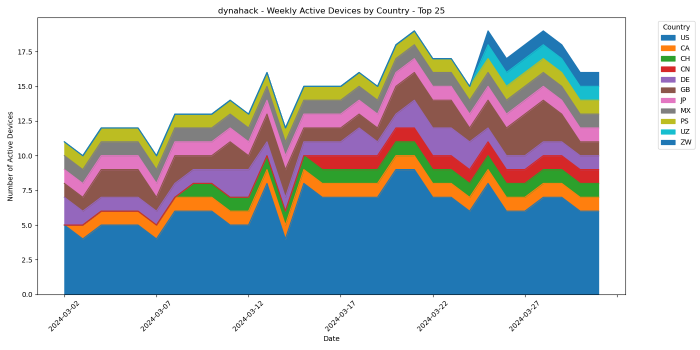 dynahack - Weekly Active Devices by Country - Top 25
Number of Active Devices
17.5
15.0
12.5
10.0
7.5
5.0
2.5
0.0
2024-03-02
2024-03-07
2024-03-12
2024-03-17
2024-03-22
2024-03-27
Date
Country
US
CA
CH
CN
DE
GB
JP
MX
PS
UZ
ZW